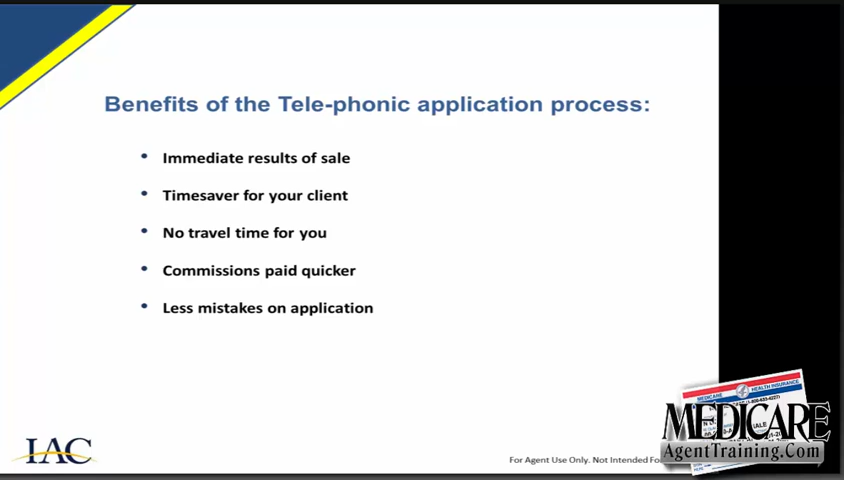 Benefits of the Tele-phonic application process:
• Immediate results of sale
• Timesaver for your client
• No travel time for you
• Commissions paid quicker
• Less mistakes on application
MEDICARE HEALTH INSURANCE
MEDICARE
AgentTraining.Com
IAC
For Agent Use Only. Not Intended